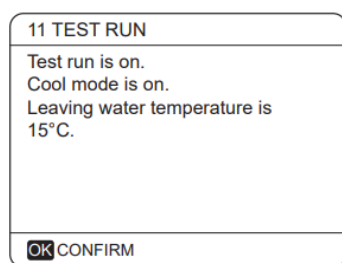 11 TEST RUN
Test run is on.
Cool mode is on.
Leaving water temperature is
15°C.
OK CONFIRM